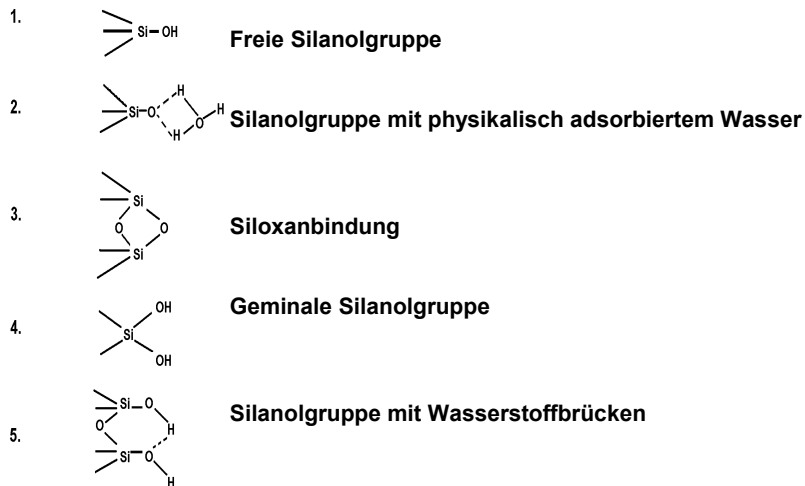 1.
Si OH
Freie Silanolgruppe
2.
H
Si O H
O
H
Silanolgruppe mit physikalisch adsorbiertem Wasser
3.
Si
O O
Si
Siloxanbindung
4.
OH
Si
OH
Geminale Silanolgruppe
5.
Si O
O H
Si O
H
Silanolgruppe mit Wasserstoffbrücken